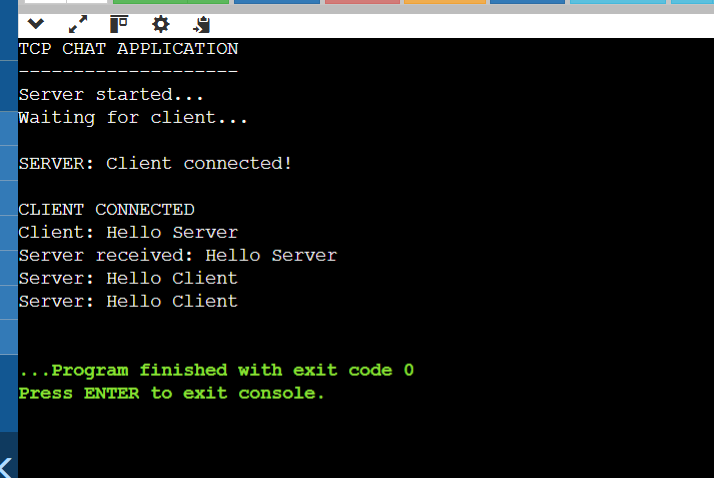 TCP CHAT APPLICATION
--------------------
Server started...
Waiting for client...
SERVER: Client connected!
CLIENT CONNECTED
Client: Hello Server
Server received: Hello Server
Server: Hello Client
Server: Hello Client
...Program finished with exit code 0
Press ENTER to exit console.